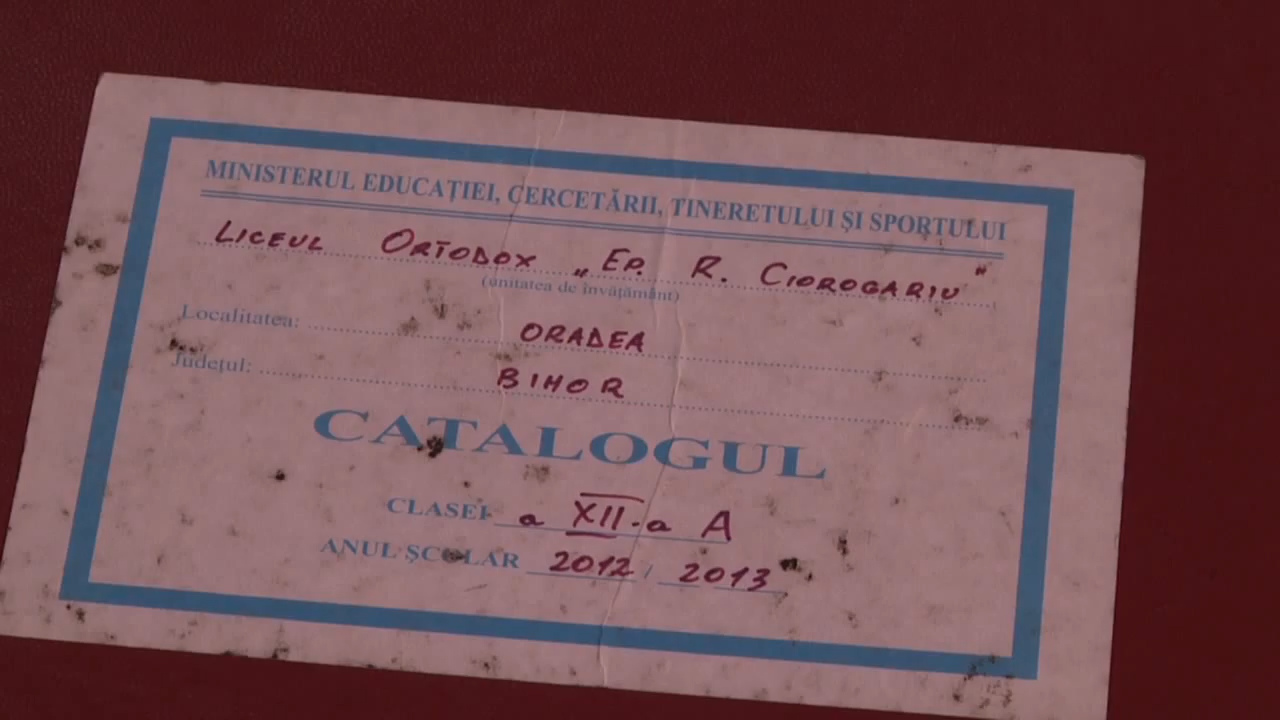 MINISTERUL EDUCAȚIEI, CERCETĂRII, TINERETULUI ȘI SPORTULUI
LICEUL ORTODOX „EP. R. CIOROGARIU"
(unitatea de învățământ)
Localitatea: ORADEA
Județul: BIHOR
CATALOGUL
CLASEI a XII-a A
ANUL ȘCOLAR 2012 / 2013